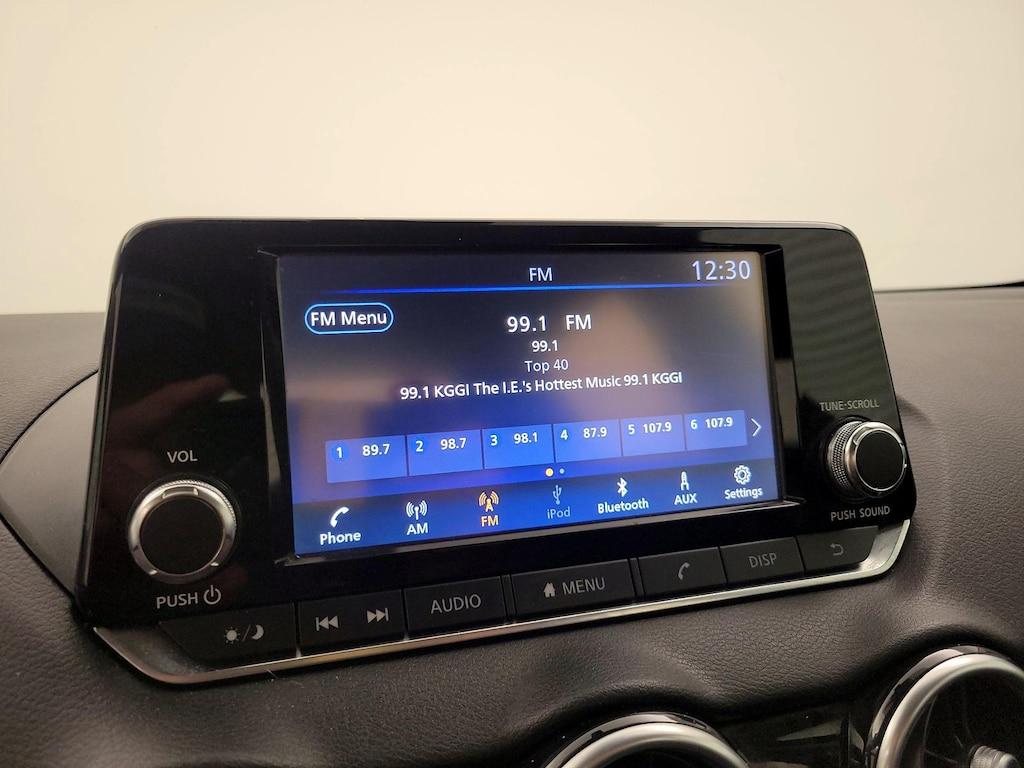 FM
12:30
FM Menu
99.1 FM
99.1
Top 40
99.1 KGGI The I.E.'s Hottest Music 99.1 KGGI
1 89.7
2 98.7
3 98.1
4 87.9
5 107.9
6 107.9
Phone
AM
FM
iPod
Bluetooth
AUX
Settings
VOL
PUSH
TUNE·SCROLL
PUSH SOUND
AUDIO
MENU
DISP